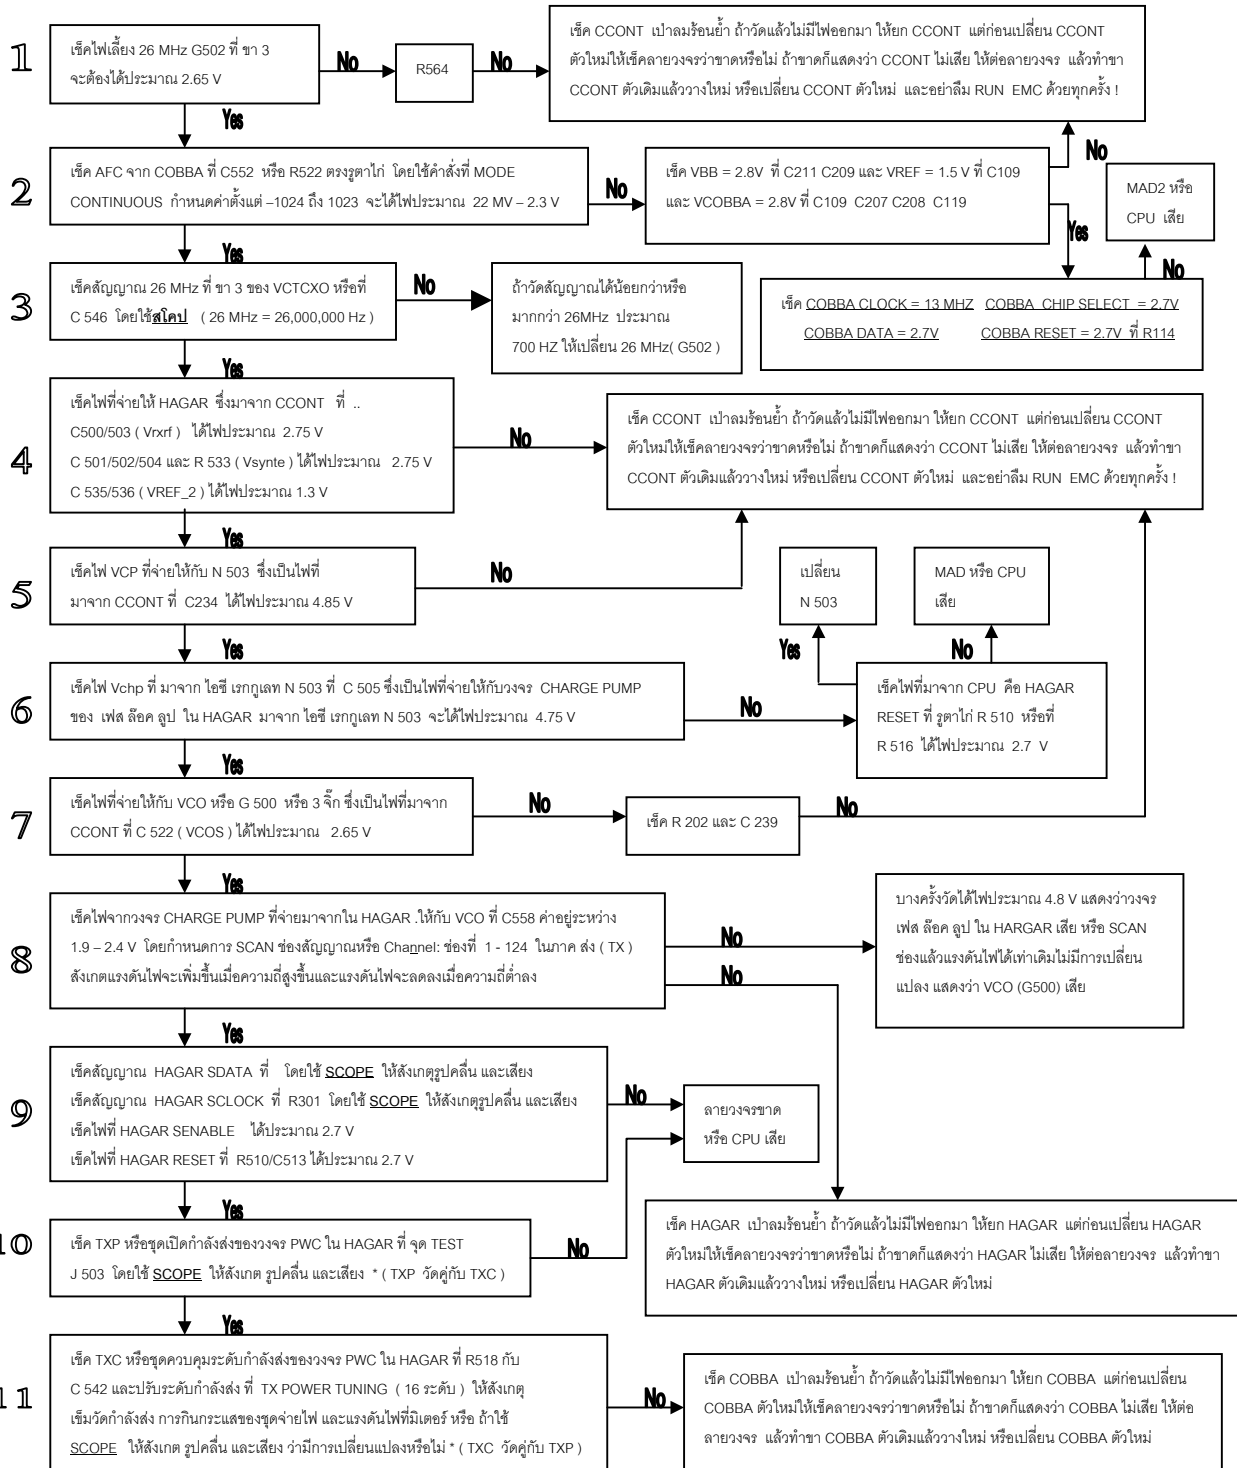 1
เช็คไฟเลี้ยง 26 MHz G502 ที่ ขา 3
จะต้องได้ประมาณ 2.65 V
No
R564
No
เช็ค CCONT เป่าลมร้อนย้ำ ถ้าวัดแล้วไม่มีไฟออกมา ให้ยก CCONT แต่ก่อนเปลี่ยน CCONT
ตัวใหม่ให้เช็คลายวงจรว่าขาดหรือไม่ ถ้าขาดก็แสดงว่า CCONT ไม่เสีย ให้ต่อลายวงจร แล้วทำขา
CCONT ตัวเดิมแล้ววางใหม่ หรือเปลี่ยน CCONT ตัวใหม่ และอย่าลืม RUN EMC ด้วยทุกครั้ง !
Yes
2
เช็ค AFC จาก COBBA ที่ C552 หรือ R522 ตรงรูตาไก่ โดยใช้คำสั่งที่ MODE
CONTINUOUS กำหนดค่าตั้งแต่ –1024 ถึง 1023 จะได้ไฟประมาณ 22 MV – 2.3 V
No
เช็ค VBB = 2.8V ที่ C211 C209 และ VREF = 1.5 V ที่ C109
และ VCOBBA = 2.8V ที่ C109 C207 C208 C119
No
MAD2 หรือ
CPU เสีย
Yes
Yes
No
3
เช็คสัญญาณ 26 MHz ที่ ขา 3 ของ VCTCXO หรือที่
C 546 โดยใช้สโคป ( 26 MHz = 26,000,000 Hz )
No
ถ้าวัดสัญญาณได้น้อยกว่าหรือ
มากกว่า 26MHz ประมาณ
700 HZ ให้เปลี่ยน 26 MHz( G502 )
เช็ค COBBA CLOCK = 13 MHZ COBBA CHIP SELECT = 2.7V
COBBA DATA = 2.7V COBBA RESET = 2.7V ที่ R114
Yes
4
เช็คไฟที่จ่ายให้ HAGAR ซึ่งมาจาก CCONT ที่ ..
C500/503 ( Vrxrf ) ได้ไฟประมาณ 2.75 V
C 501/502/504 และ R 533 ( Vsynte ) ได้ไฟประมาณ 2.75 V
C 535/536 ( VREF_2 ) ได้ไฟประมาณ 1.3 V
No
เช็ค CCONT เป่าลมร้อนย้ำ ถ้าวัดแล้วไม่มีไฟออกมา ให้ยก CCONT แต่ก่อนเปลี่ยน CCONT
ตัวใหม่ให้เช็คลายวงจรว่าขาดหรือไม่ ถ้าขาดก็แสดงว่า CCONT ไม่เสีย ให้ต่อลายวงจร แล้วทำขา
CCONT ตัวเดิมแล้ววางใหม่ หรือเปลี่ยน CCONT ตัวใหม่ และอย่าลืม RUN EMC ด้วยทุกครั้ง !
Yes
5
เช็คไฟ VCP ที่จ่ายให้กับ N 503 ซึ่งเป็นไฟที่
มาจาก CCONT ที่ C234 ได้ไฟประมาณ 4.85 V
No
เปลี่ยน
N 503
MAD หรือ CPU
เสีย
Yes
Yes
No
6
เช็คไฟ Vchp ที่ มาจาก ไอซี เรกกูเลท N 503 ที่ C 505 ซึ่งเป็นไฟที่จ่ายให้กับวงจร CHARGE PUMP
ของ เฟส ล๊อค ลูป ใน HAGAR มาจาก ไอซี เรกกูเลท N 503 จะได้ไฟประมาณ 4.75 V
No
เช็คไฟที่มาจาก CPU คือ HAGAR
RESET ที่ รูตาไก่ R 510 หรือที่
R 516 ได้ไฟประมาณ 2.7 V
Yes
7
เช็คไฟที่จ่ายให้กับ VCO หรือ G 500 หรือ 3 จิ๊ก ซึ่งเป็นไฟที่มาจาก
CCONT ที่ C 522 ( VCOS ) ได้ไฟประมาณ 2.65 V
No
เช็ค R 202 และ C 239
No
Yes
8
เช็คไฟจากวงจร CHARGE PUMP ที่จ่ายมาจากใน HAGAR .ให้กับ VCO ที่ C558 ค่าอยู่ระหว่าง
1.9 – 2.4 V โดยกำหนดการ SCAN ช่องสัญญาณหรือ Channel: ช่องที่ 1 - 124 ในภาค ส่ง ( TX )
สังเกตแรงดันไฟจะเพิ่มขึ้นเมื่อความถี่สูงขึ้นและแรงดันไฟจะลดลงเมื่อความถี่ต่ำลง
No
No
บางครั้งวัดได้ไฟประมาณ 4.8 V แสดงว่าวงจร
เฟส ล๊อค ลูป ใน HARGAR เสีย หรือ SCAN
ช่องแล้วแรงดันไฟได้เท่าเดิมไม่มีการเปลี่ยน
แปลง แสดงว่า VCO (G500) เสีย
Yes
9
เช็คสัญญาณ HAGAR SDATA ที่ โดยใช้ SCOPE ให้สังเกตุรูปคลื่น และเสียง
เช็คสัญญาณ HAGAR SCLOCK ที่ R301 โดยใช้ SCOPE ให้สังเกตุรูปคลื่น และเสียง
เช็คไฟที่ HAGAR SENABLE ได้ประมาณ 2.7 V
เช็คไฟที่ HAGAR RESET ที่ R510/C513 ได้ประมาณ 2.7 V
No
ลายวงจรขาด
หรือ CPU เสีย
Yes
10
เช็ค TXP หรือชุดเปิดกำลังส่งของวงจร PWC ใน HAGAR ที่ จุด TEST
J 503 โดยใช้ SCOPE ให้สังเกต รูปคลื่น และเสียง * ( TXP วัดคู่กับ TXC )
No
เช็ค HAGAR เป่าลมร้อนย้ำ ถ้าวัดแล้วไม่มีไฟออกมา ให้ยก HAGAR แต่ก่อนเปลี่ยน HAGAR
ตัวใหม่ให้เช็คลายวงจรว่าขาดหรือไม่ ถ้าขาดก็แสดงว่า HAGAR ไม่เสีย ให้ต่อลายวงจร แล้วทำขา
HAGAR ตัวเดิมแล้ววางใหม่ หรือเปลี่ยน HAGAR ตัวใหม่
Yes
11
เช็ค TXC หรือชุดควบคุมระดับกำลังส่งของวงจร PWC ใน HAGAR ที่ R518 กับ
C 542 และปรับระดับกำลังส่ง ที่ TX POWER TUNING ( 16 ระดับ ) ให้สังเกตุ
เข็มวัดกำลังส่ง การกินกระแสของชุดจ่ายไฟ และแรงดันไฟที่มิเตอร์ หรือ ถ้าใช้
SCOPE ให้สังเกต รูปคลื่น และเสียง ว่ามีการเปลี่ยนแปลงหรือไม่ * ( TXC วัดคู่กับ TXP )
No
เช็ค COBBA เป่าลมร้อนย้ำ ถ้าวัดแล้วไม่มีไฟออกมา ให้ยก COBBA แต่ก่อนเปลี่ยน
COBBA ตัวใหม่ให้เช็คลายวงจรว่าขาดหรือไม่ ถ้าขาดก็แสดงว่า COBBA ไม่เสีย ให้ต่อ
ลายวงจร แล้วทำขา COBBA ตัวเดิมแล้ววางใหม่ หรือเปลี่ยน COBBA ตัวใหม่